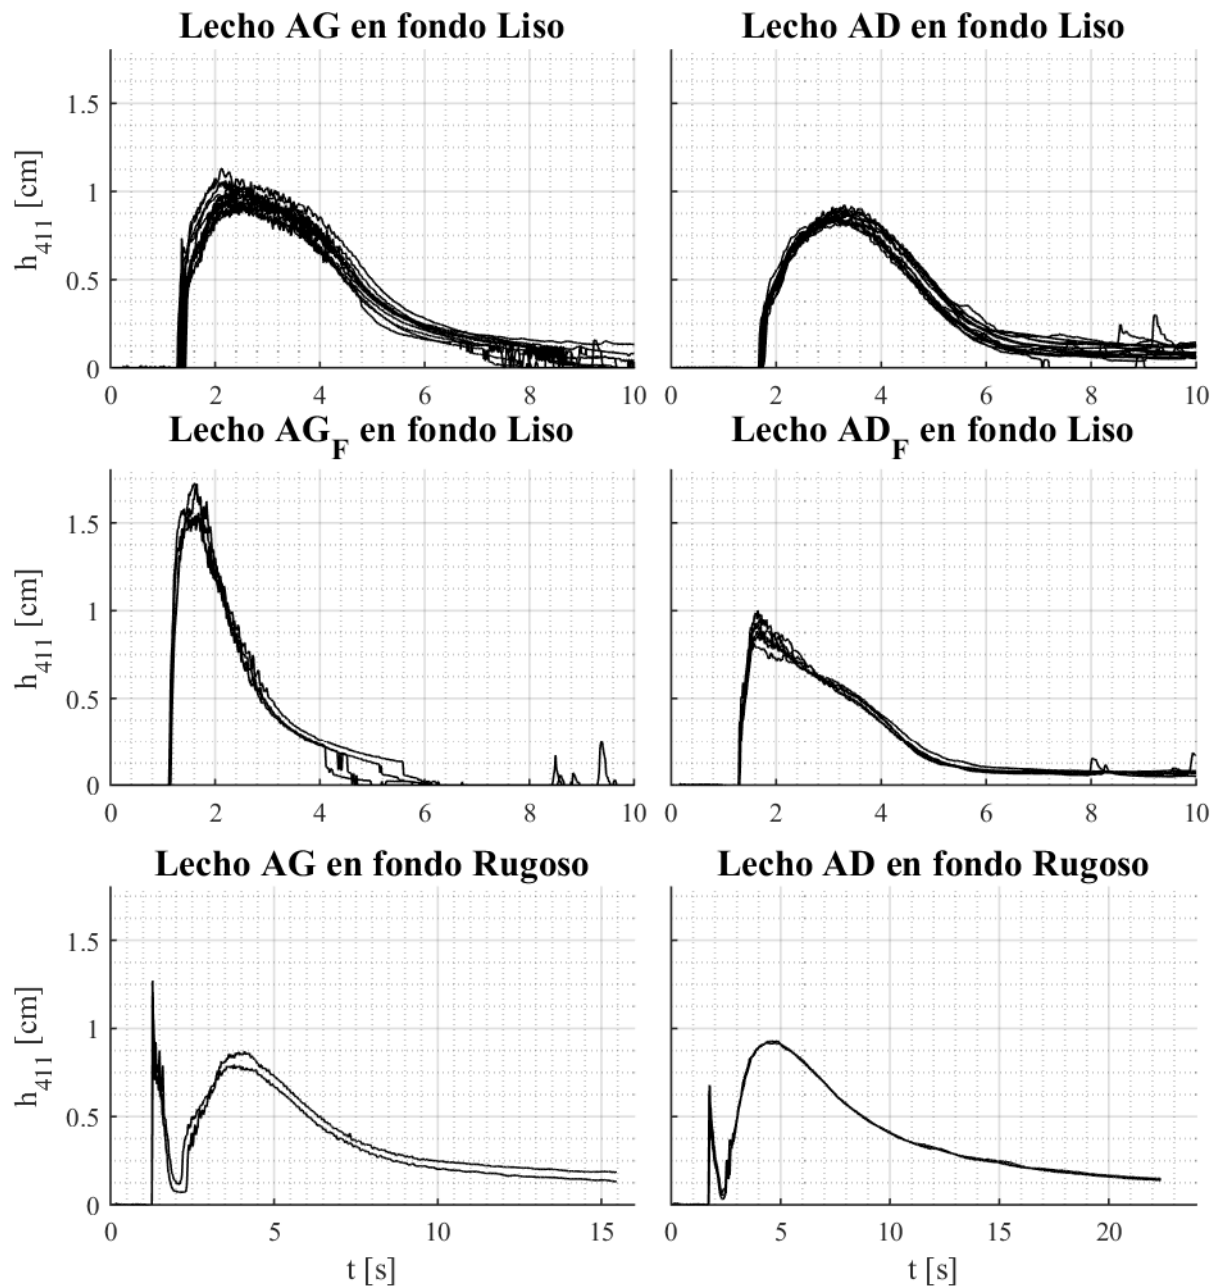 Lecho AG en fondo Liso
Lecho AD en fondo Liso
h411 [cm]
1.5
1
0.5
0
0 2 4 6 8 10
0 2 4 6 8 10
Lecho AGF en fondo Liso
Lecho ADF en fondo Liso
h411 [cm]
1.5
1
0.5
0
0 2 4 6 8 10
0 2 4 6 8 10
Lecho AG en fondo Rugoso
Lecho AD en fondo Rugoso
h411 [cm]
1.5
1
0.5
0
0 5 10 15
0 5 10 15 20
t [s]
t [s]